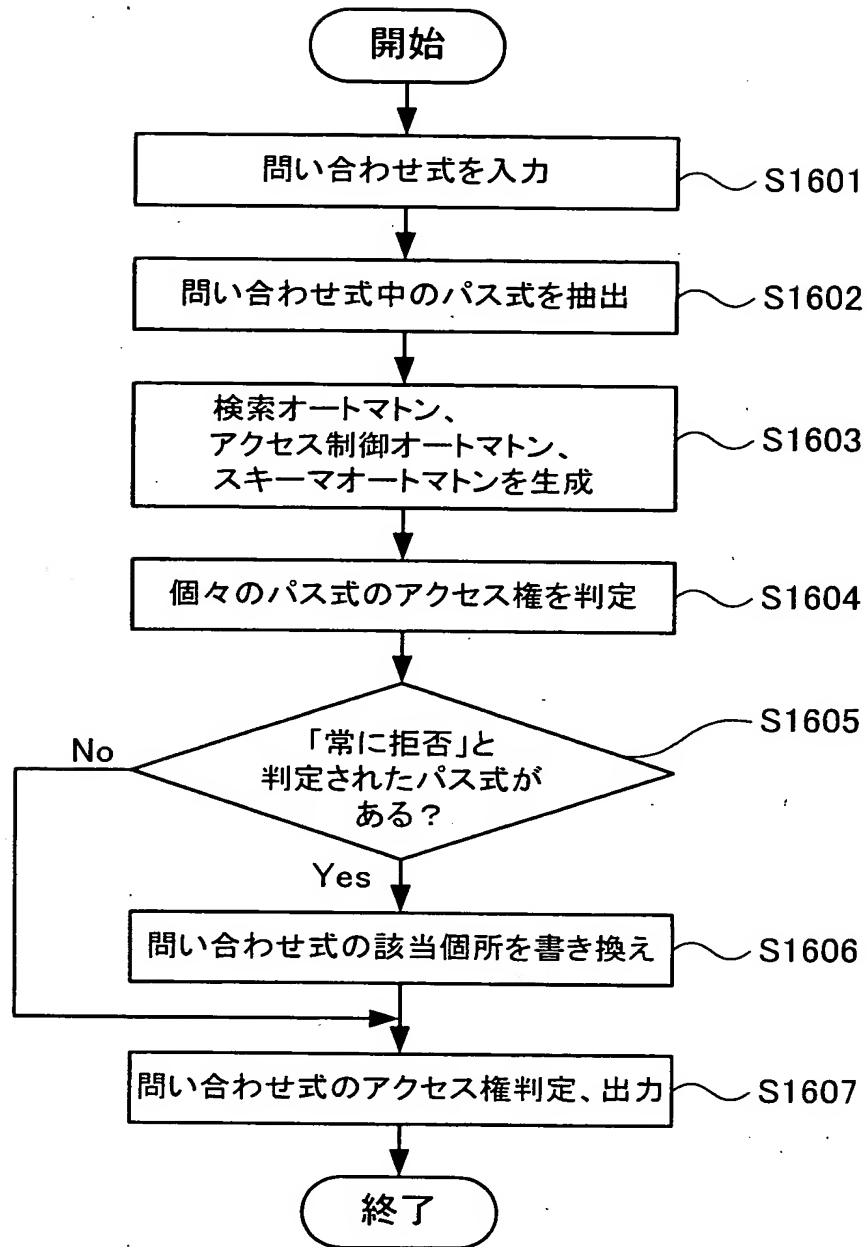 開始
問い合わせ式を入力
S1601
問い合わせ式中のパス式を抽出
S1602
検索オートマトン、
アクセス制御オートマトン、
スキーマオートマトンを生成
S1603
個々のパス式のアクセス権を判定
S1604
「常に拒否」と
判定されたパス式が
ある？
S1605
No
Yes
問い合わせ式の該当個所を書き換え
S1606
問い合わせ式のアクセス権判定、出力
S1607
終了